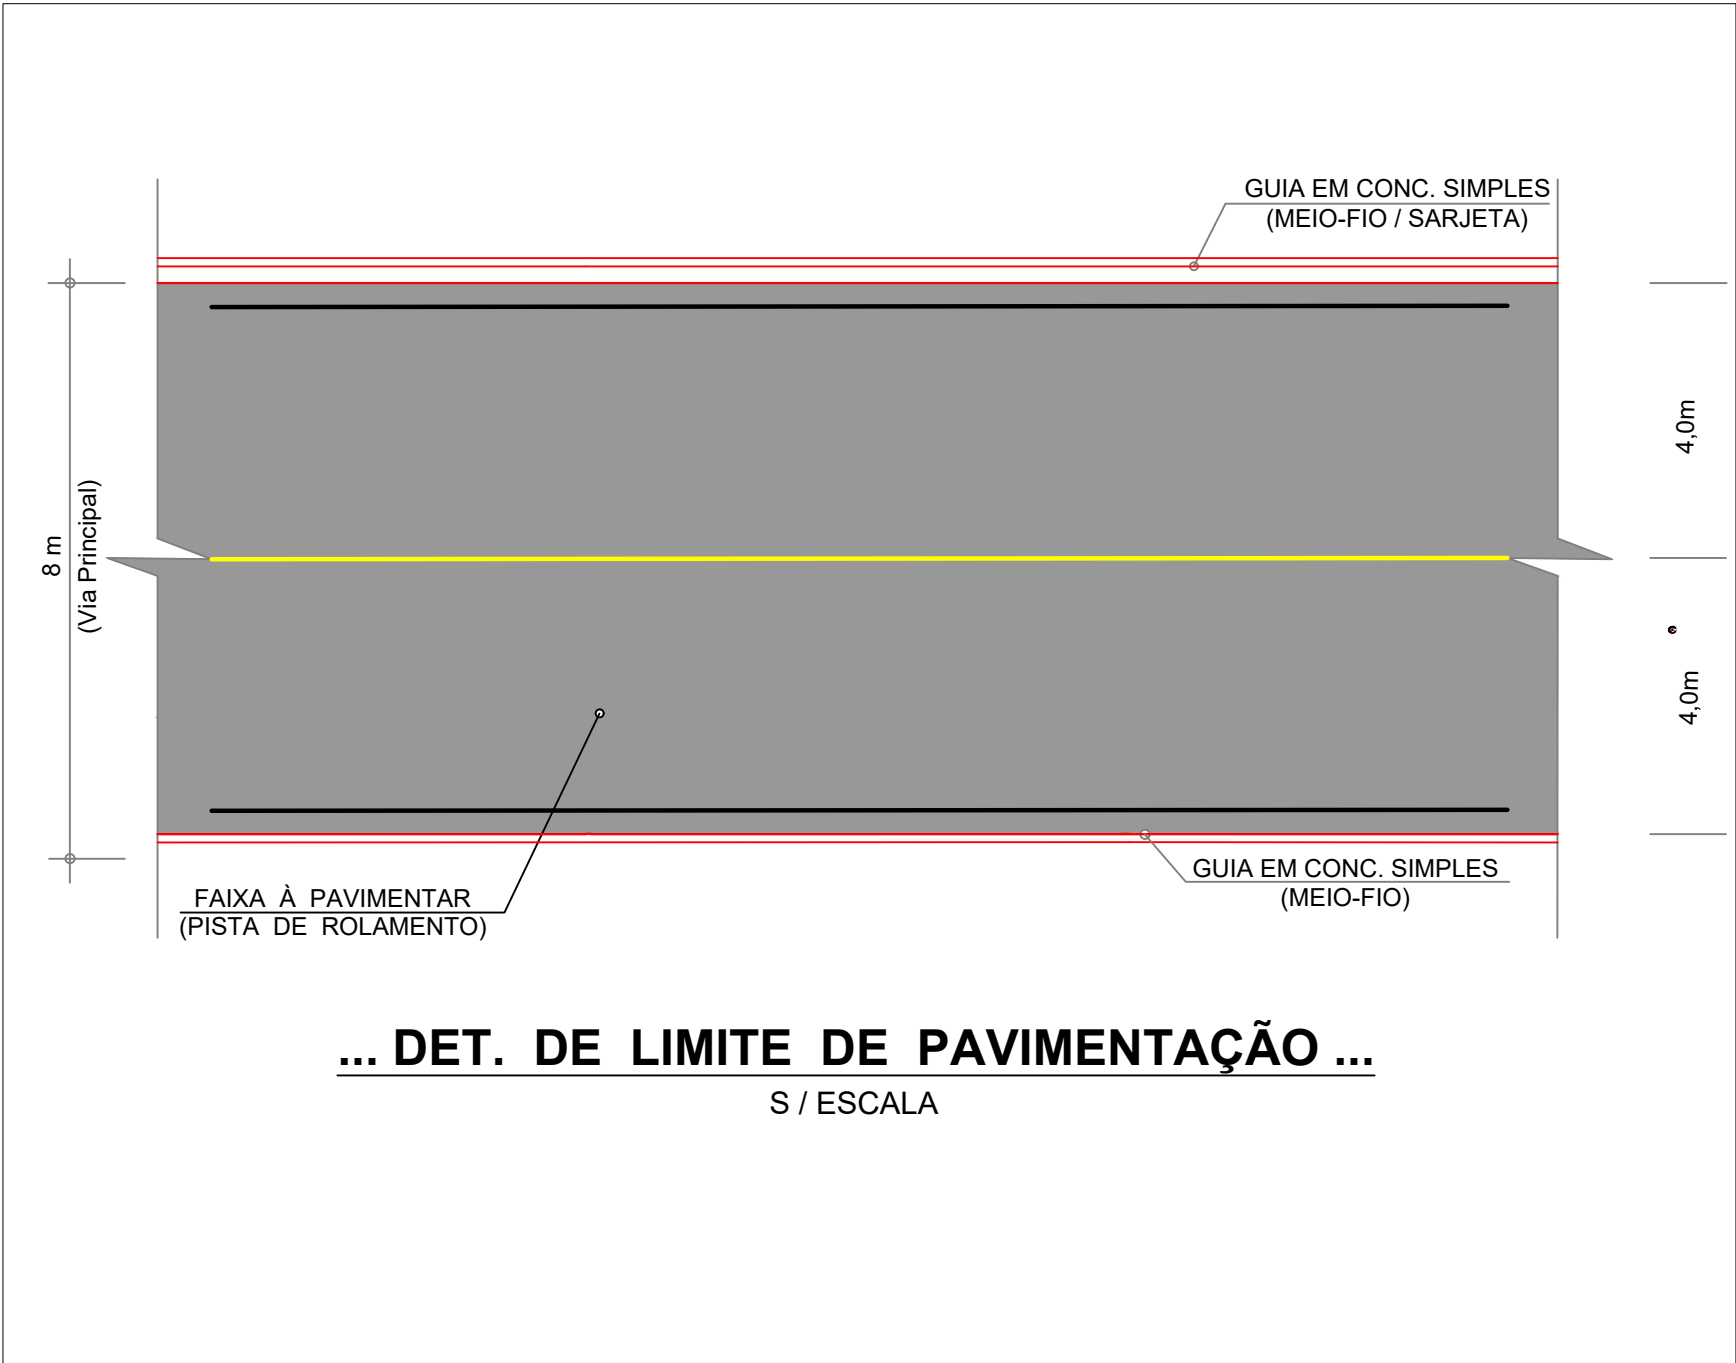 GUIA EM CONC. SIMPLES
(MEIO-FIO / SARJETA)
4,0m
8 m
(Via Principal)
4,0m
GUIA EM CONC. SIMPLES
(MEIO-FIO)
FAIXA À PAVIMENTAR
(PISTA DE ROLAMENTO)
... DET. DE LIMITE DE PAVIMENTAÇÃO ...
S / ESCALA